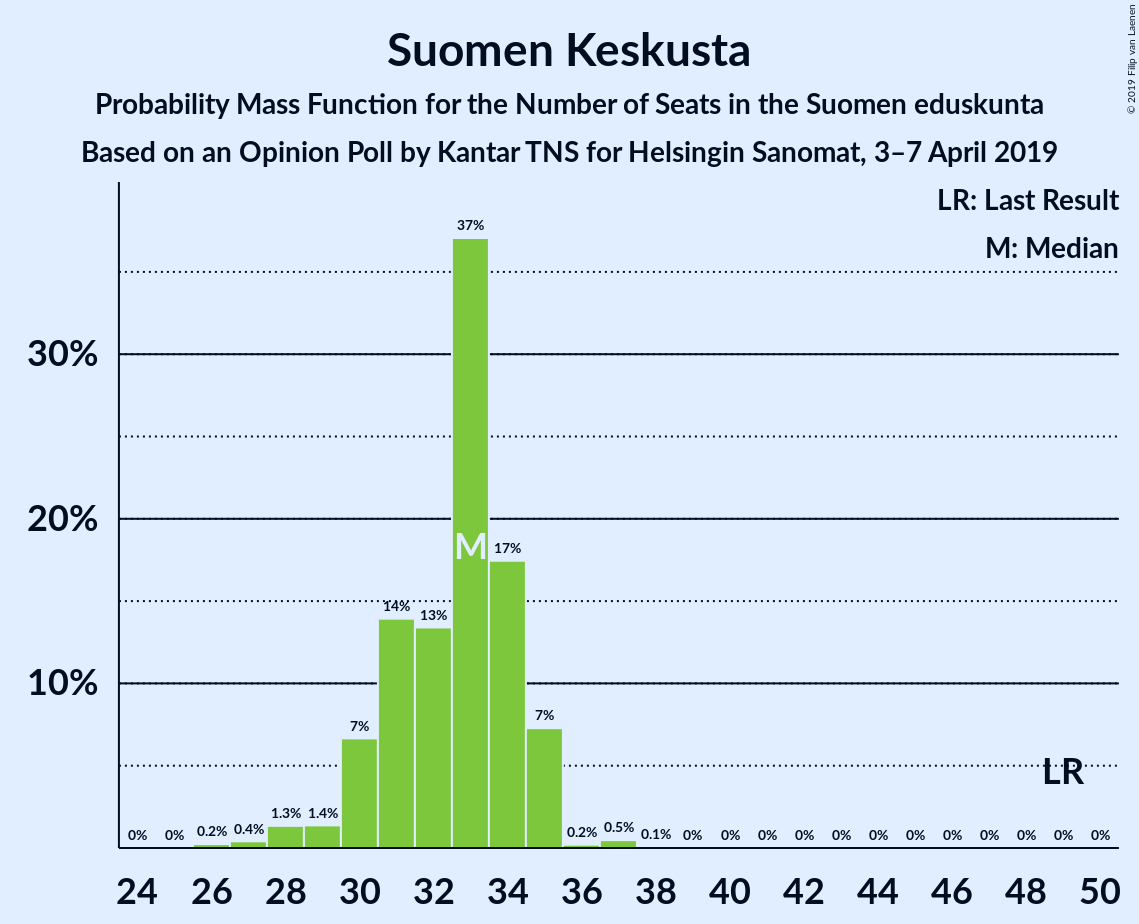 Suomen Keskusta
Probability Mass Function for the Number of Seats in the Suomen eduskunta
Based on an Opinion Poll by Kantar TNS for Helsingin Sanomat, 3–7 April 2019
© 2019 Filip van Laenen
LR: Last Result
M: Median
37%
30%
20%
M
17%
14%
13%
10%
7%
7%
LR
0% 0% 0.2% 0.4% 1.3% 1.4% 0.2% 0.5% 0.1% 0% 0% 0% 0% 0% 0% 0% 0% 0% 0% 0% 0%
24 26 28 30 32 34 36 38 40 42 44 46 48 50